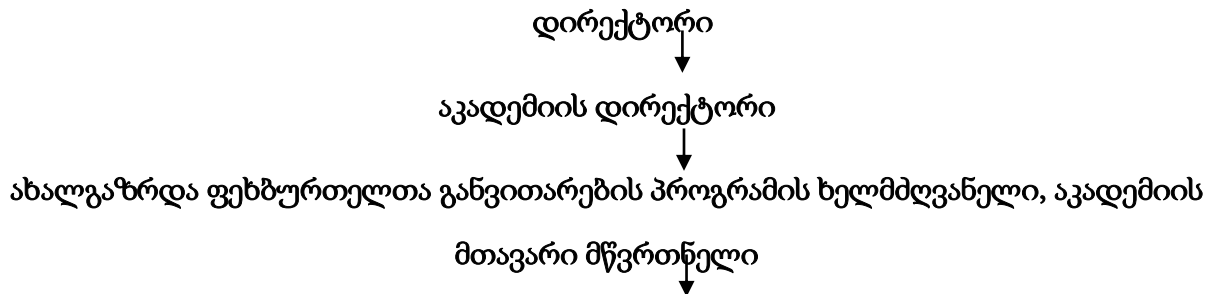 დირექტორი
აკადემიის დირექტორი
ახალგაზრდა ფეხბურთელთა განვითარების პროგრამის ხელმძღვანელი, აკადემიის
მთავარი მწვრთნელი